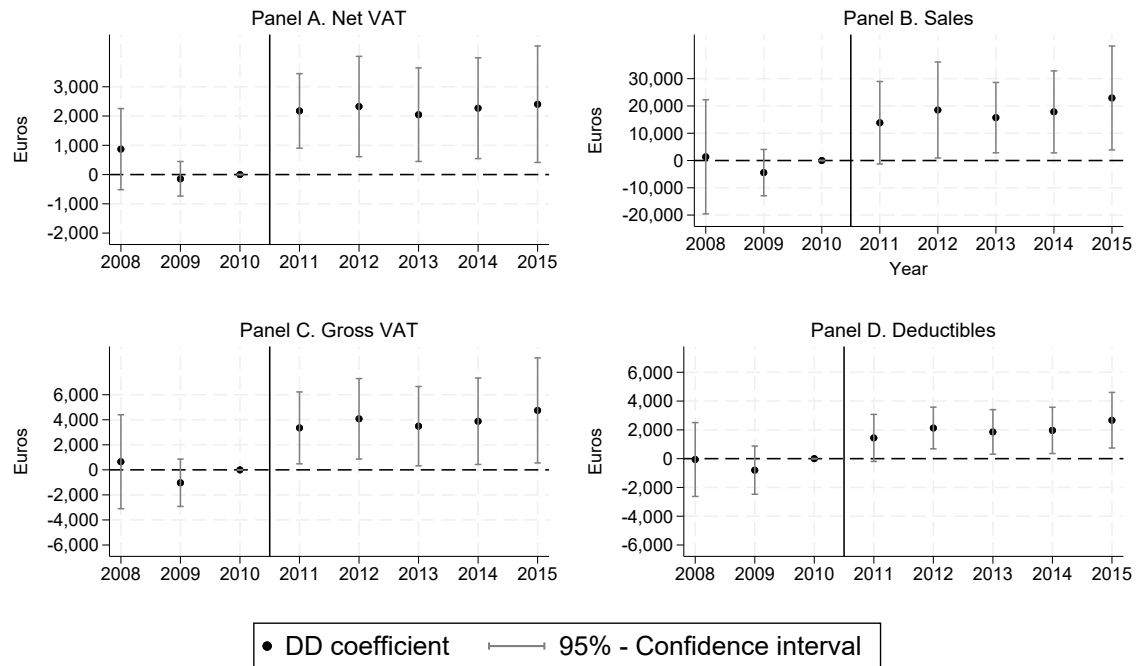 Panel A. Net VAT
Euros
3,000
2,000
1,000
0
-1,000
-2,000
2008 2009 2010 2011 2012 2013 2014 2015
Panel B. Sales
Euros
30,000
20,000
10,000
0
-10,000
-20,000
2008 2009 2010 2011 2012 2013 2014 2015
Year
Panel C. Gross VAT
Euros
6,000
4,000
2,000
0
-2,000
-4,000
-6,000
2008 2009 2010 2011 2012 2013 2014 2015
Panel D. Deductibles
Euros
6,000
4,000
2,000
0
-2,000
-4,000
-6,000
2008 2009 2010 2011 2012 2013 2014 2015
DD coefficient 95% - Confidence interval